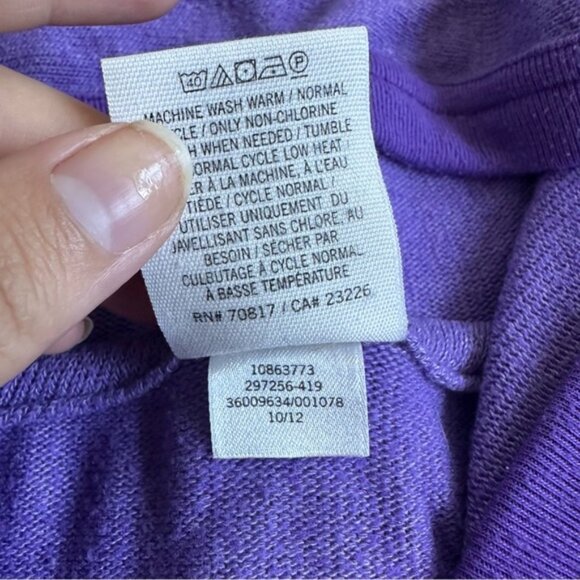 40 P
MACHINE WASH WARM / NORMAL
/ ONLY NON-CHLORINE
WHEN NEEDED / TUMBLE
NORMAL CYCLE LOW HEAT
À LA MACHINE, À L'EAU
/ CYCLE NORMAL /
UTILISER UNIQUEMENT DU
JAVELLISANT SANS CHLORE, AU
BESOIN / SÉCHER PAR
CULBUTAGE À CYCLE NORMAL
À BASSE TEMPÉRATURE
RN# 70817 / CA# 23226
10863773
297256-419
36009634/001078
10/12